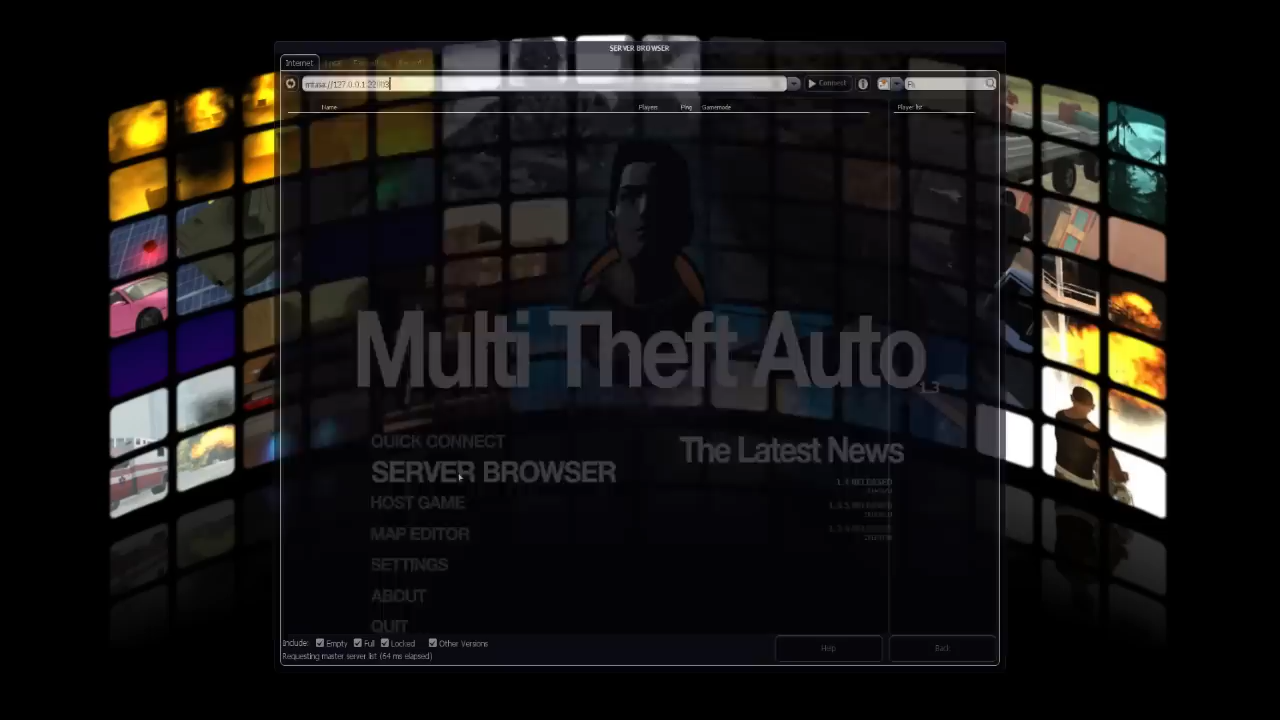 SERVER BROWSER
Internet
mtasa://127.0.0.1:22003
Connect
Name Players Ping Gamemode Player list
Multi Theft Auto
1.3
QUICK CONNECT
SERVER BROWSER
HOST GAME
MAP EDITOR
SETTINGS
ABOUT
QUIT
The Latest News
Include: Empty Full Locked Other Versions
Requesting master server list (64 ms elapsed)
Help
Back